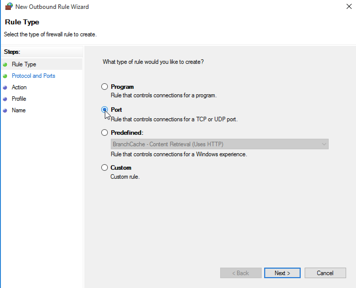 New Outbound Rule Wizard
Rule Type
Select the type of firewall rule to create.
Steps:
Rule Type
Protocol and Ports
Action
Profile
Name
What type of rule would you like to create?
Program
Rule that controls connections for a program.
Port
Rule that controls connections for a TCP or UDP port.
Predefined:
BranchCache - Content Retrieval (Uses HTTP)
Rule that controls connections for a Windows experience.
Custom
Custom rule.
< Back
Next >
Cancel